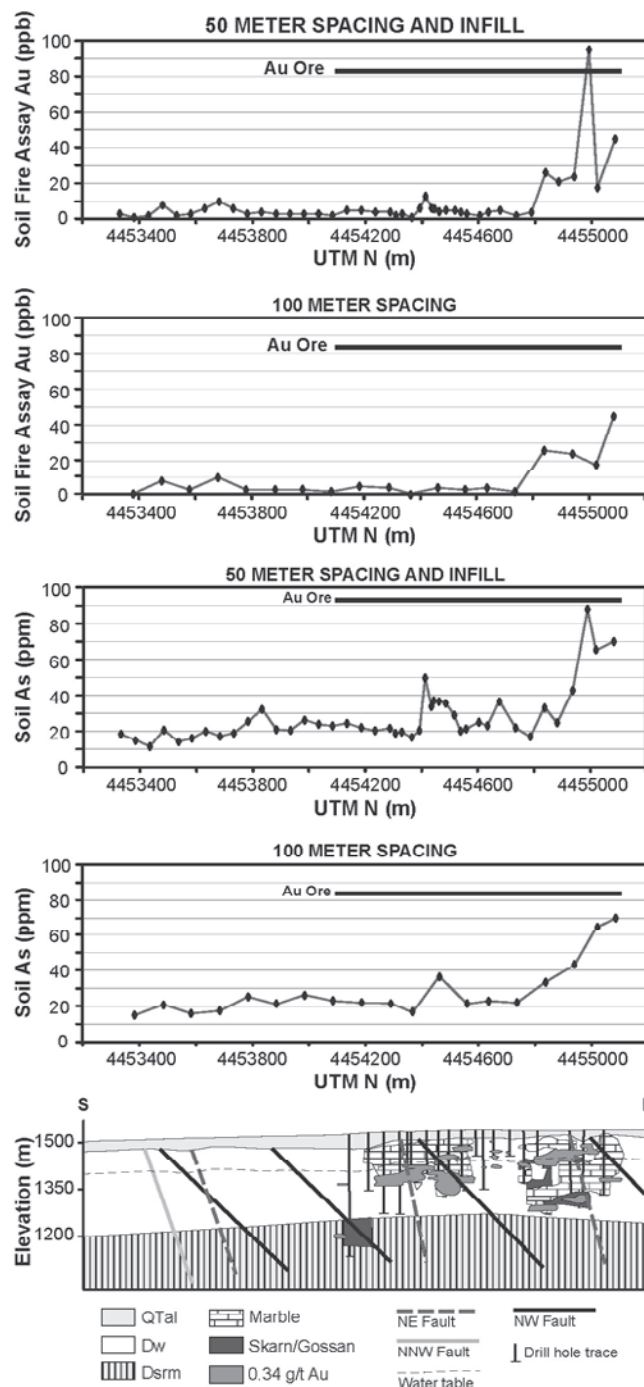 50 METER SPACING AND INFILL
Soil Fire Assay Au (ppb)
100
80
60
40
20
0
Au Ore
4453400 4453800 4454200 4454600 4455000
UTM N (m)
100 METER SPACING
Soil Fire Assay Au (ppb)
100
80
60
40
20
0
Au Ore
4453400 4453800 4454200 4454600 4455000
UTM N (m)
50 METER SPACING AND INFILL
Soil As (ppm)
100
80
60
40
20
0
Au Ore
4453400 4453800 4454200 4454600 4455000
UTM N (m)
100 METER SPACING
Soil As (ppm)
100
80
60
40
20
0
Au Ore
4453400 4453800 4454200 4454600 4455000
UTM N (m)
S
Elevation (m)
1500
1350
1200
QTal Marble NE Fault NW Fault
Dw Skarn/Gossan NNW Fault Drill hole trace
Dsrm 0.34 g/t Au Water table